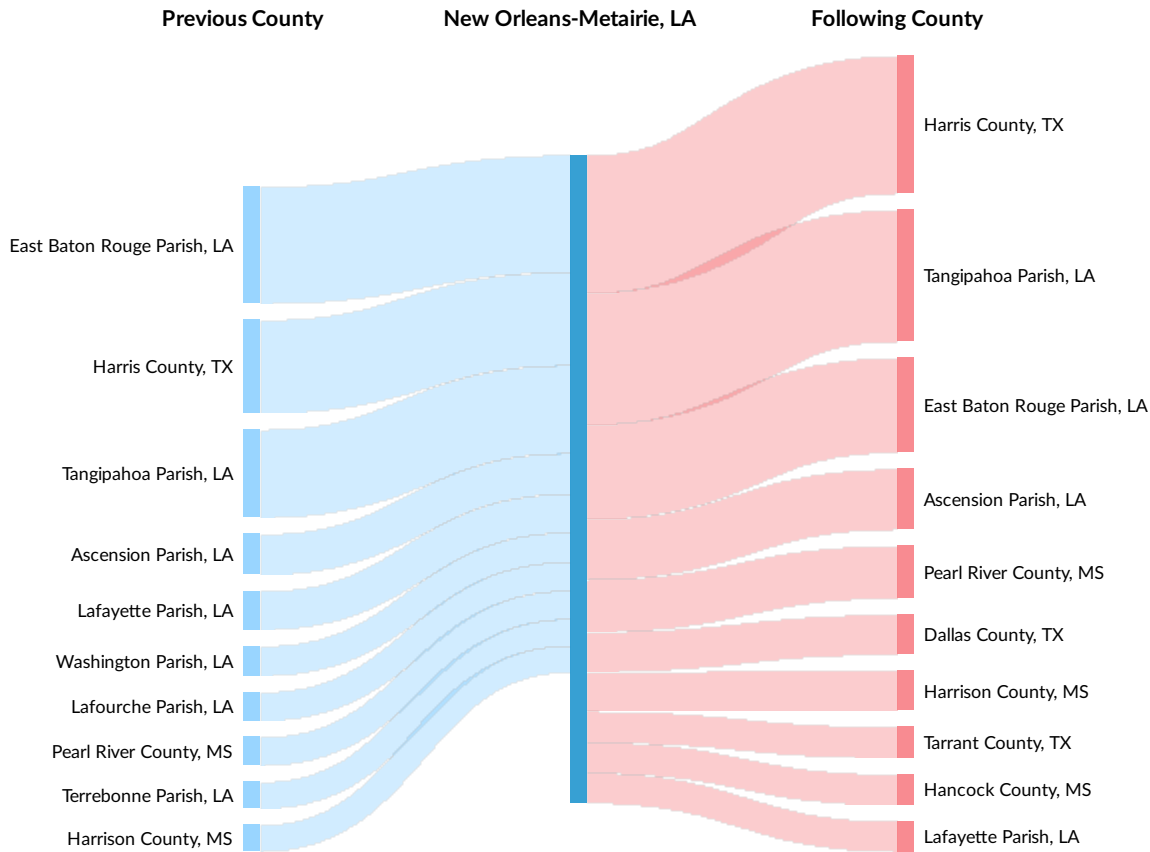 Previous County
New Orleans-Metairie, LA
Following County
East Baton Rouge Parish, LA
Harris County, TX
Tangipahoa Parish, LA
Ascension Parish, LA
Lafayette Parish, LA
Washington Parish, LA
Lafourche Parish, LA
Pearl River County, MS
Terrebonne Parish, LA
Harrison County, MS
Harris County, TX
Tangipahoa Parish, LA
East Baton Rouge Parish, LA
Ascension Parish, LA
Pearl River County, MS
Dallas County, TX
Harrison County, MS
Tarrant County, TX
Hancock County, MS
Lafayette Parish, LA